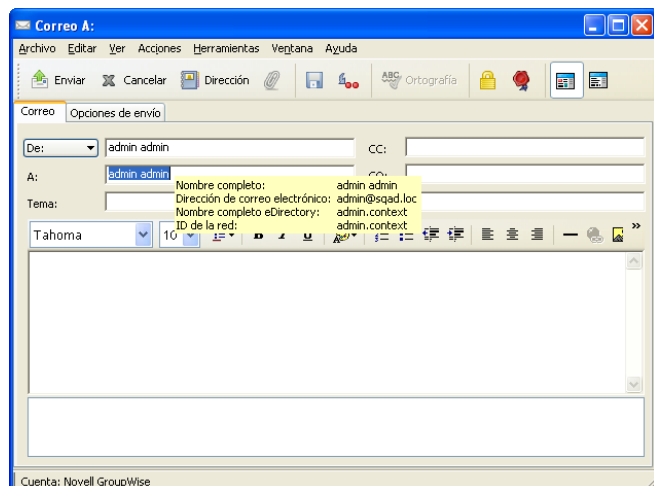 Correo A:
Archivo Editar Ver Acciones Herramientas Ventana Ayuda
Enviar Cancelar Dirección ABC Ortografía
Correo Opciones de envío
De: admin admin CC:
A: admin admin CO:
Nombre completo: admin admin
Dirección de correo electrónico: admin@sqad.loc
Nombre completo eDirectory: admin.context
ID de la red: admin.context
Tema:
Tahoma 10 B I U
Cuenta: Novell GroupWise